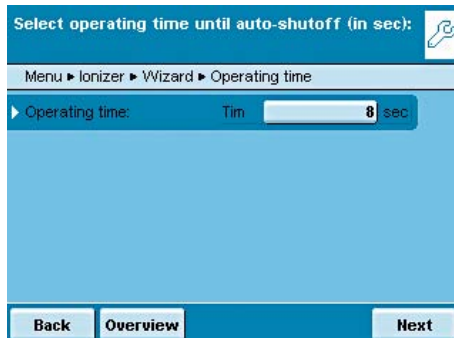 Select operating time until auto-shutoff (in sec):
Menu ▸ Ionizer ▸ Wizard ▸ Operating time
Operating time: Tim 8 sec
Back Overview Next